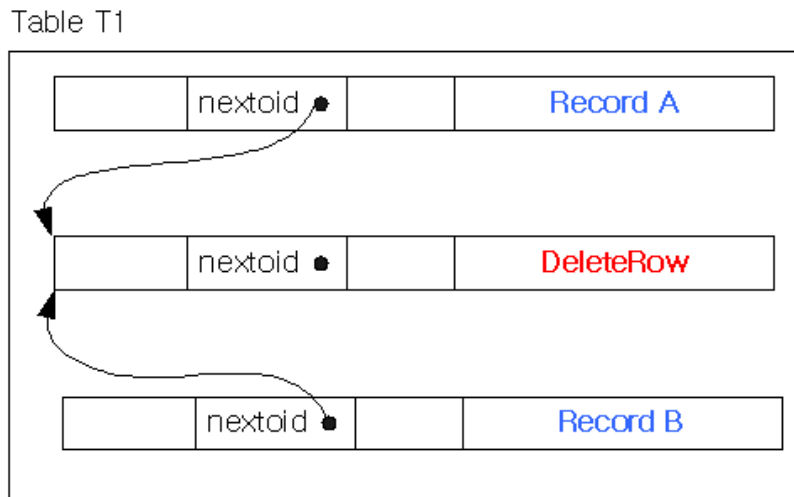 Table T1
nextoid Record A
nextoid DeleteRow
nextoid Record B